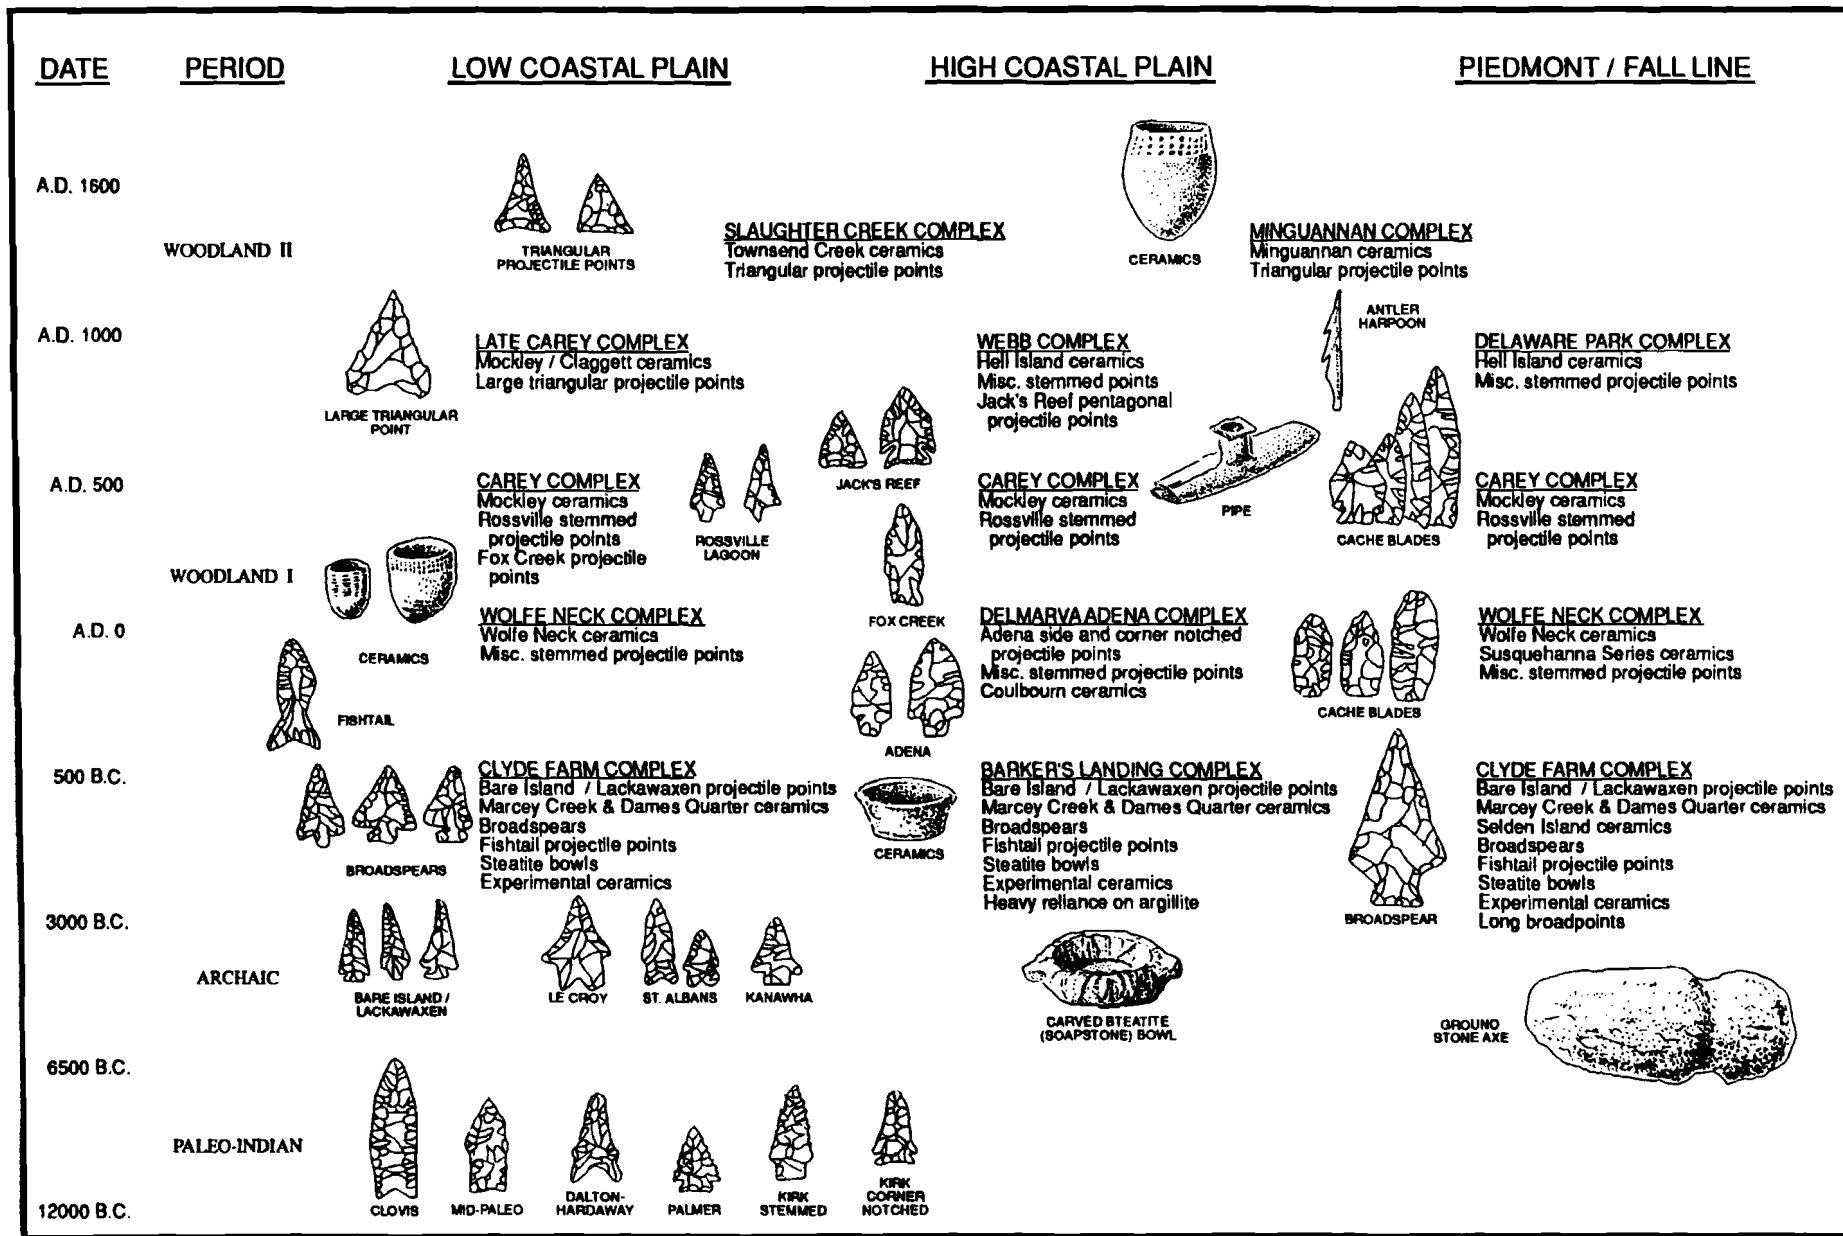 DATE
PERIOD
LOW COASTAL PLAIN
HIGH COASTAL PLAIN
PIEDMONT / FALL LINE
A.D. 1600
WOODLAND II
TRIANGULAR
PROJECTILE POINTS
SLAUGHTER CREEK COMPLEX
Townsend Creek ceramics
Triangular projectile points
CERAMICS
MINGUANNAN COMPLEX
Minguannan ceramics
Triangular projectile points
A.D. 1000
LARGE TRIANGULAR
POINT
LATE CAREY COMPLEX
Mockley / Claggett ceramics
Large triangular projectile points
WEBB COMPLEX
Hell Island ceramics
Misc. stemmed points
Jack's Reef pentagonal
projectile points
ANTLER
HARPOON
DELAWARE PARK COMPLEX
Hell Island ceramics
Misc. stemmed projectile points
A.D. 500
CAREY COMPLEX
Mockley ceramics
Rossville stemmed
projectile points
Fox Creek projectile
points
ROSSVILLE
LAGOON
JACK'S REEF
CAREY COMPLEX
Mockley ceramics
Rossville stemmed
projectile points
PIPE
CACHE BLADES
CAREY COMPLEX
Mockley ceramics
Rossville stemmed
projectile points
WOODLAND I
FOX CREEK
A.D. 0
CERAMICS
WOLFE NECK COMPLEX
Wolfe Neck ceramics
Misc. stemmed projectile points
DELMARVA ADENA COMPLEX
Adena side and corner notched
projectile points
Misc. stemmed projectile points
Coulbourn ceramics
WOLFE NECK COMPLEX
Wolfe Neck ceramics
Susquehanna Series ceramics
Misc. stemmed projectile points
FISHTAIL
ADENA
CACHE BLADES
500 B.C.
BROADSPEARS
CLYDE FARM COMPLEX
Bare Island / Lackawaxen projectile points
Marcey Creek & Dames Quarter ceramics
Broadspears
Fishtail projectile points
Steatite bowls
Experimental ceramics
CERAMICS
BARKER'S LANDING COMPLEX
Bare Island / Lackawaxen projectile points
Marcey Creek & Dames Quarter ceramics
Broadspears
Fishtail projectile points
Steatite bowls
Experimental ceramics
Heavy reliance on argillite
BROADSPEAR
CLYDE FARM COMPLEX
Bare Island / Lackawaxen projectile points
Marcey Creek & Dames Quarter ceramics
Selden Island ceramics
Broadspears
Fishtail projectile points
Steatite bowls
Experimental ceramics
Long broadpoints
3000 B.C.
ARCHAIC
BARE ISLAND /
LACKAWAXEN
LE CROY
ST. ALBANS
KANAWHA
CARVED BTEATITE
(SOAPSTONE) BOWL
GROUND
STONE AXE
6500 B.C.
PALEO-INDIAN
CLOVIS
MID-PALEO
DALTON-
HARDAWAY
PALMER
KIRK
STEMMED
KIRK
CORNER
NOTCHED
12000 B.C.